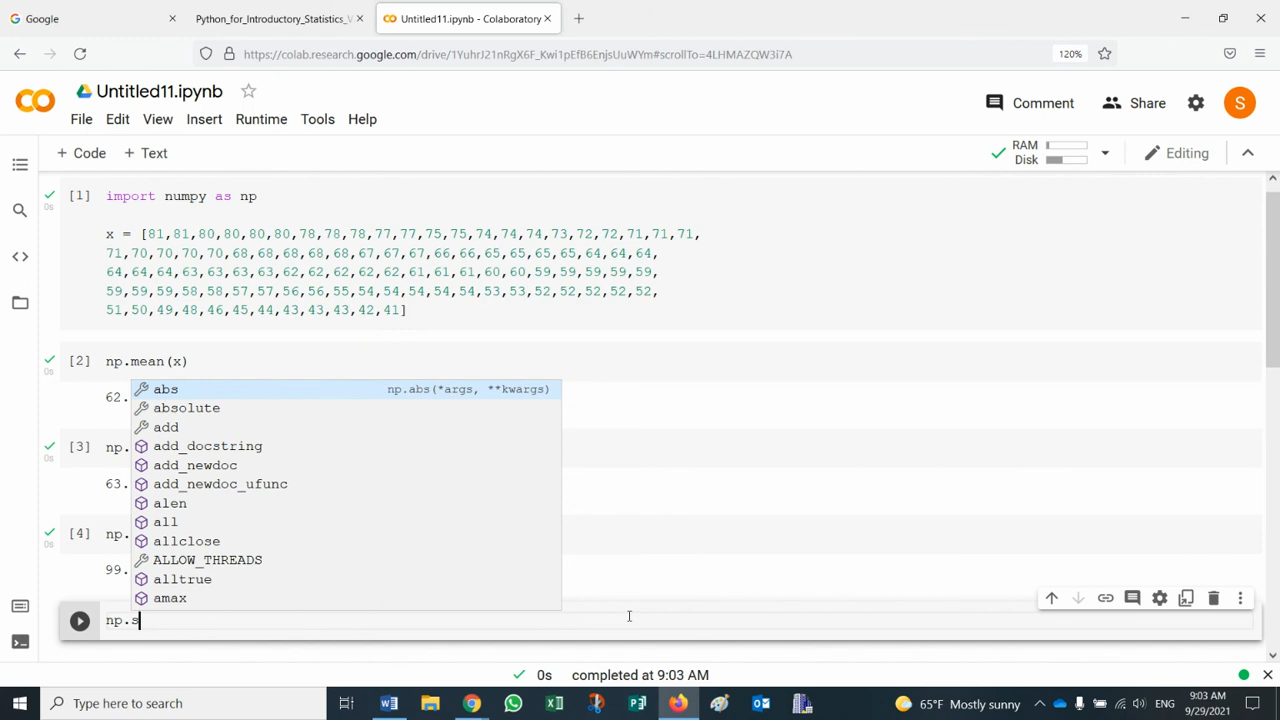 Google
Python_for_Introductory_Statistics_V
Untitled11.ipynb - Colaboratory
https://colab.research.google.com/drive/1YuhrJ21nRgX6F_Kwi1pEfB6EnjsUuWYm#scrollTo=4LHMAZQW3i7A
120%
Untitled11.ipynb
Comment
Share
S
File Edit View Insert Runtime Tools Help
+ Code + Text
RAM
Disk
Editing
[1] import numpy as np
0s
x = [81,81,80,80,80,80,78,78,78,77,77,75,75,74,74,74,73,72,72,71,71,71,
71,70,70,70,70,68,68,68,68,67,67,67,66,66,65,65,65,65,64,64,64,
64,64,64,63,63,63,63,62,62,62,62,62,61,61,61,60,60,59,59,59,59,59,
59,59,59,58,58,57,57,56,56,55,54,54,54,54,54,53,53,52,52,52,52,52,
51,50,49,48,46,45,44,43,43,43,42,41]
[2] np.mean(x)
0s
62.
[3] np.
0s
63.
[4] np.
0s
99.
abs np.abs(*args, **kwargs)
absolute
add
add_docstring
add_newdoc
add_newdoc_ufunc
alen
all
allclose
ALLOW_THREADS
alltrue
amax
np.s
0s completed at 9:03 AM
Type here to search
65°F Mostly sunny
ENG
9:03 AM
9/29/2021